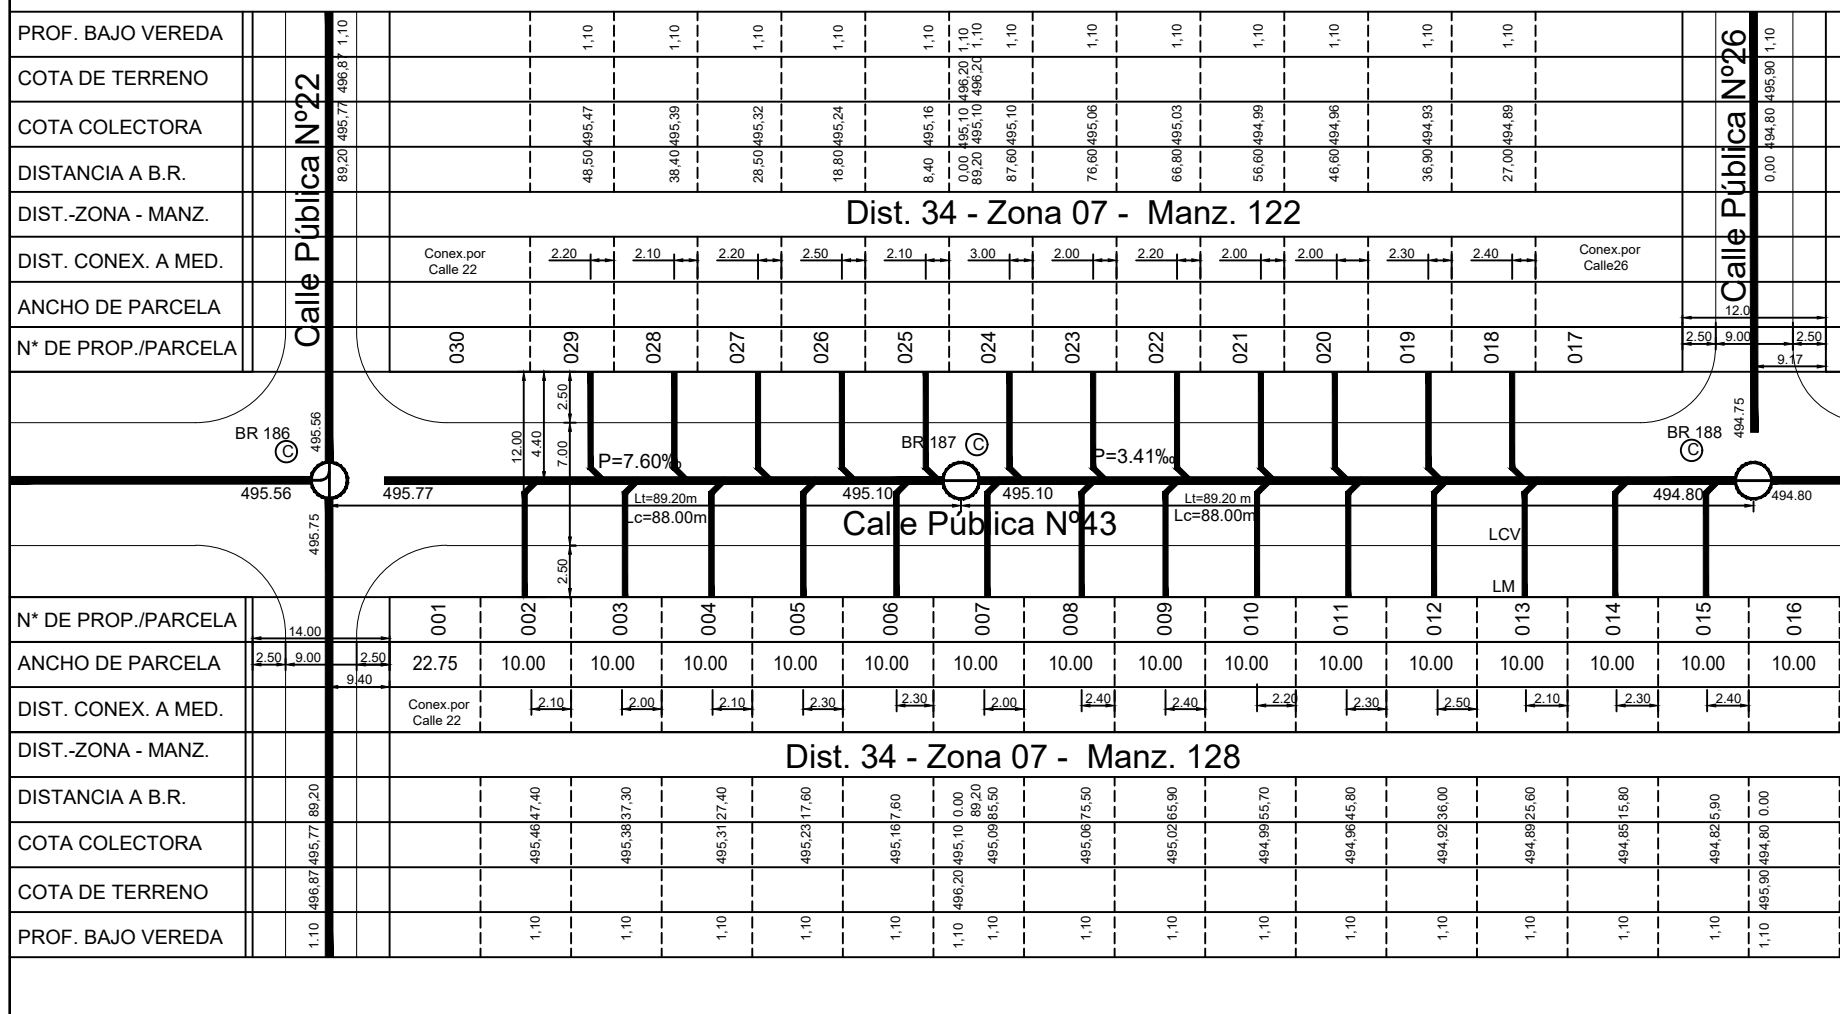 PROF. BAJO VEREDA 1,10 1,10 1,10 1,10 1,10 1,10 1,10 1,10 1,10 1,10 1,10 1,10 1,10 1,10 1,10 1,10
COTA DE TERRENO 496,87 496,20 496,20 495,90
COTA COLECTORA 495,77 495,47 495,39 495,32 495,24 495,16 495,10 495,10 495,10 495,06 495,03 494,99 494,96 494,93 494,89 494,80
DISTANCIA A B.R. 89,20 48,50 38,40 28,50 18,80 8,40 0,00 89,20 87,60 76,60 66,80 56,60 46,60 36,90 27,00 0,00
Calle Pública Nº22
Calle Pública Nº26
DIST.-ZONA - MANZ. Dist. 34 - Zona 07 - Manz. 122
DIST. CONEX. A MED. Conex.por Calle 22 2.20 2.10 2.20 2.50 2.10 3.00 2.00 2.20 2.00 2.00 2.30 2.40 Conex.por Calle26
ANCHO DE PARCELA
12.0
N* DE PROP./PARCELA 030 029 028 027 026 025 024 023 022 021 020 019 018 017
2.50 9.00 2.50
9.17
12.00 4.40 2.50 7.00 2.50
BR 186 C 495.56
BR 187 C
BR 188 C 494.75
P=7.60‰ P=3.41‰
495.56 495.77 495.10 495.10 494.80 494.80
495.75
Lt=89.20m Lt=89.20 m
Lc=88.00m Lc=88.00m
Calle Pública Nº43
LCV
LM
N* DE PROP./PARCELA 001 002 003 004 005 006 007 008 009 010 011 012 013 014 015 016
14.00
ANCHO DE PARCELA 2.50 9.00 2.50 22.75 10.00 10.00 10.00 10.00 10.00 10.00 10.00 10.00 10.00 10.00 10.00 10.00 10.00 10.00 10.00
9.40
DIST. CONEX. A MED. Conex.por Calle 22 2.10 2.00 2.10 2.30 2.30 2.00 2.40 2.40 2.20 2.30 2.50 2.10 2.30 2.40
DIST.-ZONA - MANZ. Dist. 34 - Zona 07 - Manz. 128
DISTANCIA A B.R. 89,20 47,40 37,30 27,40 17,60 7,60 0.00 89,20 85,50 75,50 65,90 55,70 45,80 36,00 25,60 15,80 5,90 0.00
COTA COLECTORA 495,77 495,46 495,38 495,31 495,23 495,16 495,10 495,09 495,06 495,02 494,99 494,96 494,92 494,89 494,85 494,82 494,80
COTA DE TERRENO 496,87 496,20 495,90
PROF. BAJO VEREDA 1.10 1,10 1,10 1,10 1,10 1,10 1,10 1,10 1,10 1,10 1,10 1,10 1,10 1,10 1,10 1,10 1,10